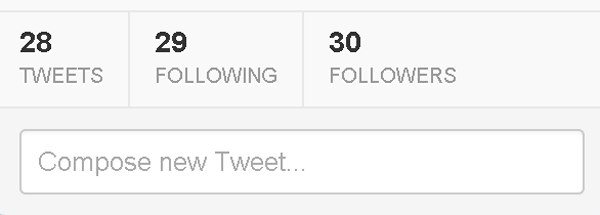 28 29 30
TWEETS FOLLOWING FOLLOWERS
Compose new Tweet...